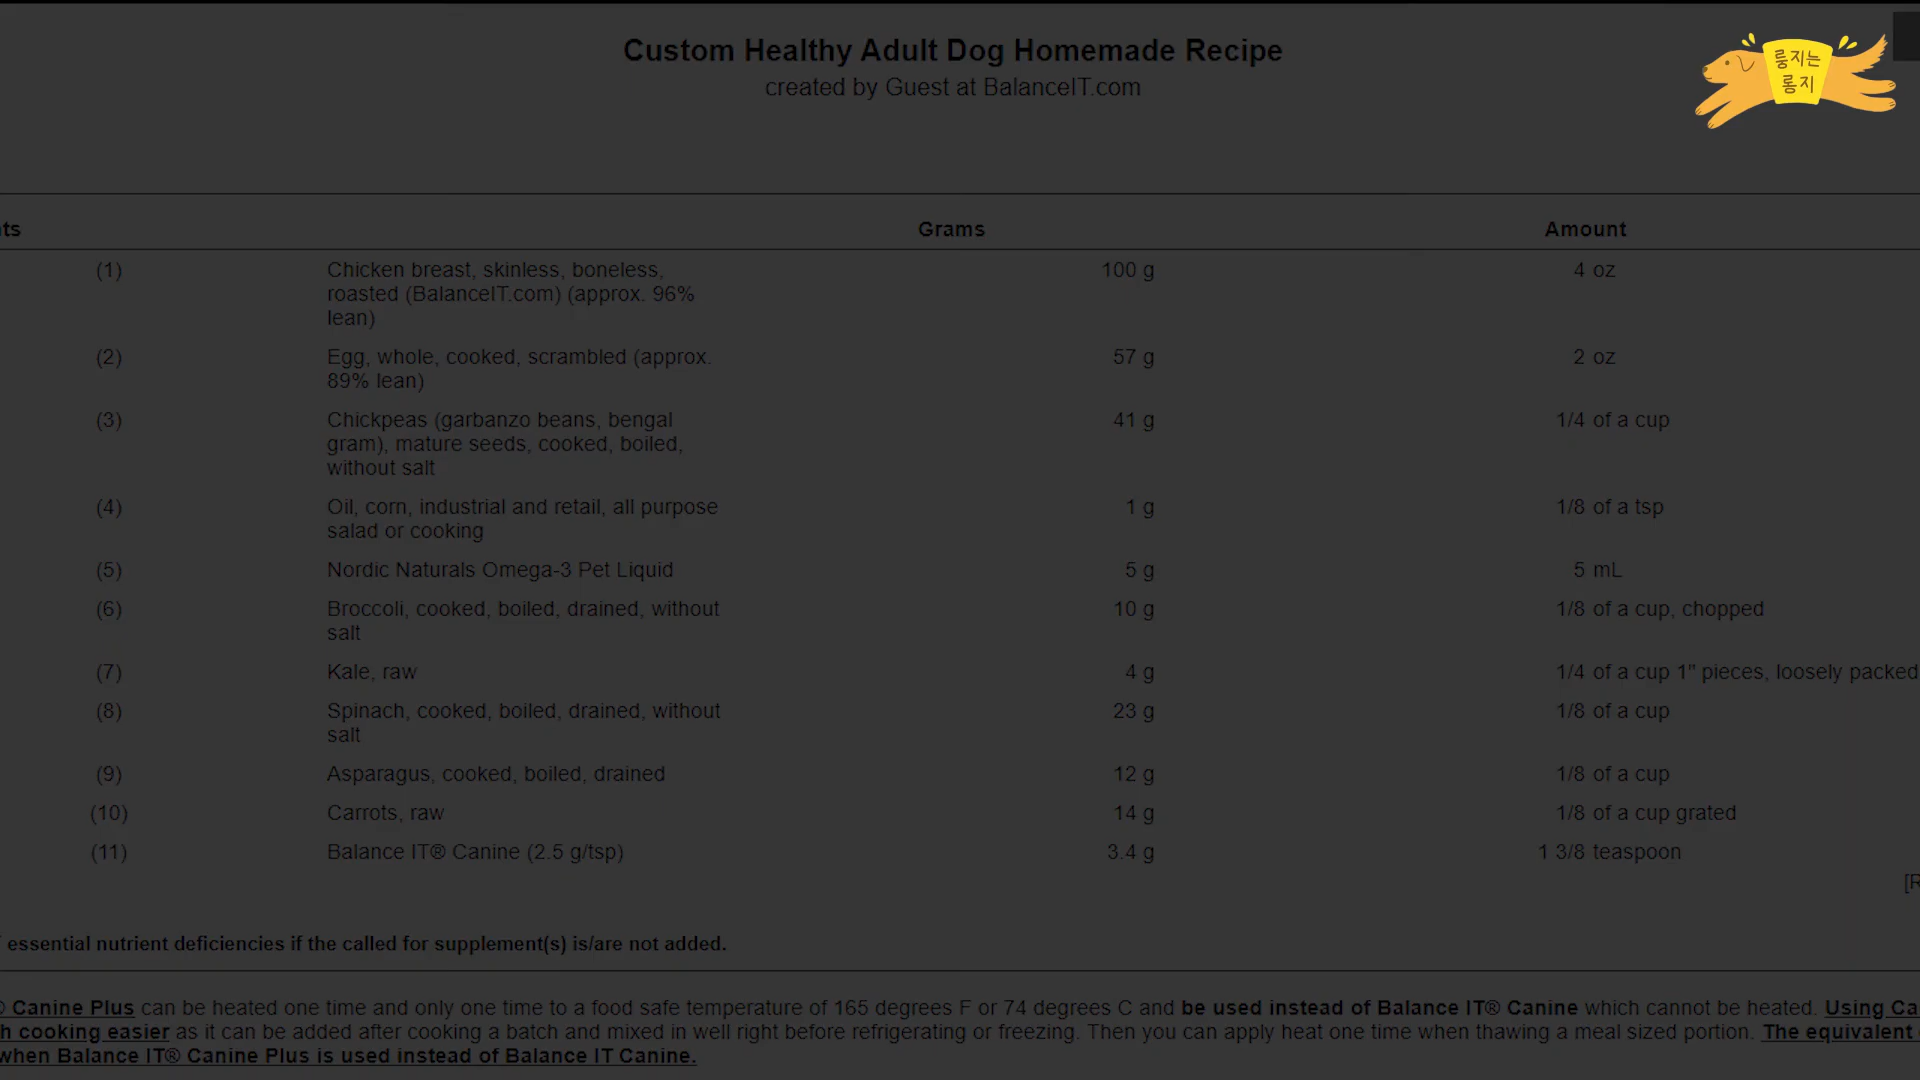 Custom Healthy Adult Dog Homemade Recipe
created by Guest at BalanceIT.com
룽지는
롱지
nts Grams Amount
(1) Chicken breast, skinless, boneless, 100 g 4 oz
roasted (BalanceIT.com) (approx. 96%
lean)
(2) Egg, whole, cooked, scrambled (approx. 57 g 2 oz
89% lean)
(3) Chickpeas (garbanzo beans, bengal 41 g 1/4 of a cup
gram), mature seeds, cooked, boiled,
without salt
(4) Oil, corn, industrial and retail, all purpose 1 g 1/8 of a tsp
salad or cooking
(5) Nordic Naturals Omega-3 Pet Liquid 5 g 5 mL
(6) Broccoli, cooked, boiled, drained, without 10 g 1/8 of a cup, chopped
salt
(7) Kale, raw 4 g 1/4 of a cup 1" pieces, loosely packed
(8) Spinach, cooked, boiled, drained, without 23 g 1/8 of a cup
salt
(9) Asparagus, cooked, boiled, drained 12 g 1/8 of a cup
(10) Carrots, raw 14 g 1/8 of a cup grated
(11) Balance IT® Canine (2.5 g/tsp) 3.4 g 1 3/8 teaspoon
[R
essential nutrient deficiencies if the called for supplement(s) is/are not added.
® Canine Plus can be heated one time and only one time to a food safe temperature of 165 degrees F or 74 degrees C and be used instead of Balance IT® Canine which cannot be heated. Using Ca
h cooking easier as it can be added after cooking a batch and mixed in well right before refrigerating or freezing. Then you can apply heat one time when thawing a meal sized portion. The equivalent
when Balance IT® Canine Plus is used instead of Balance IT Canine.